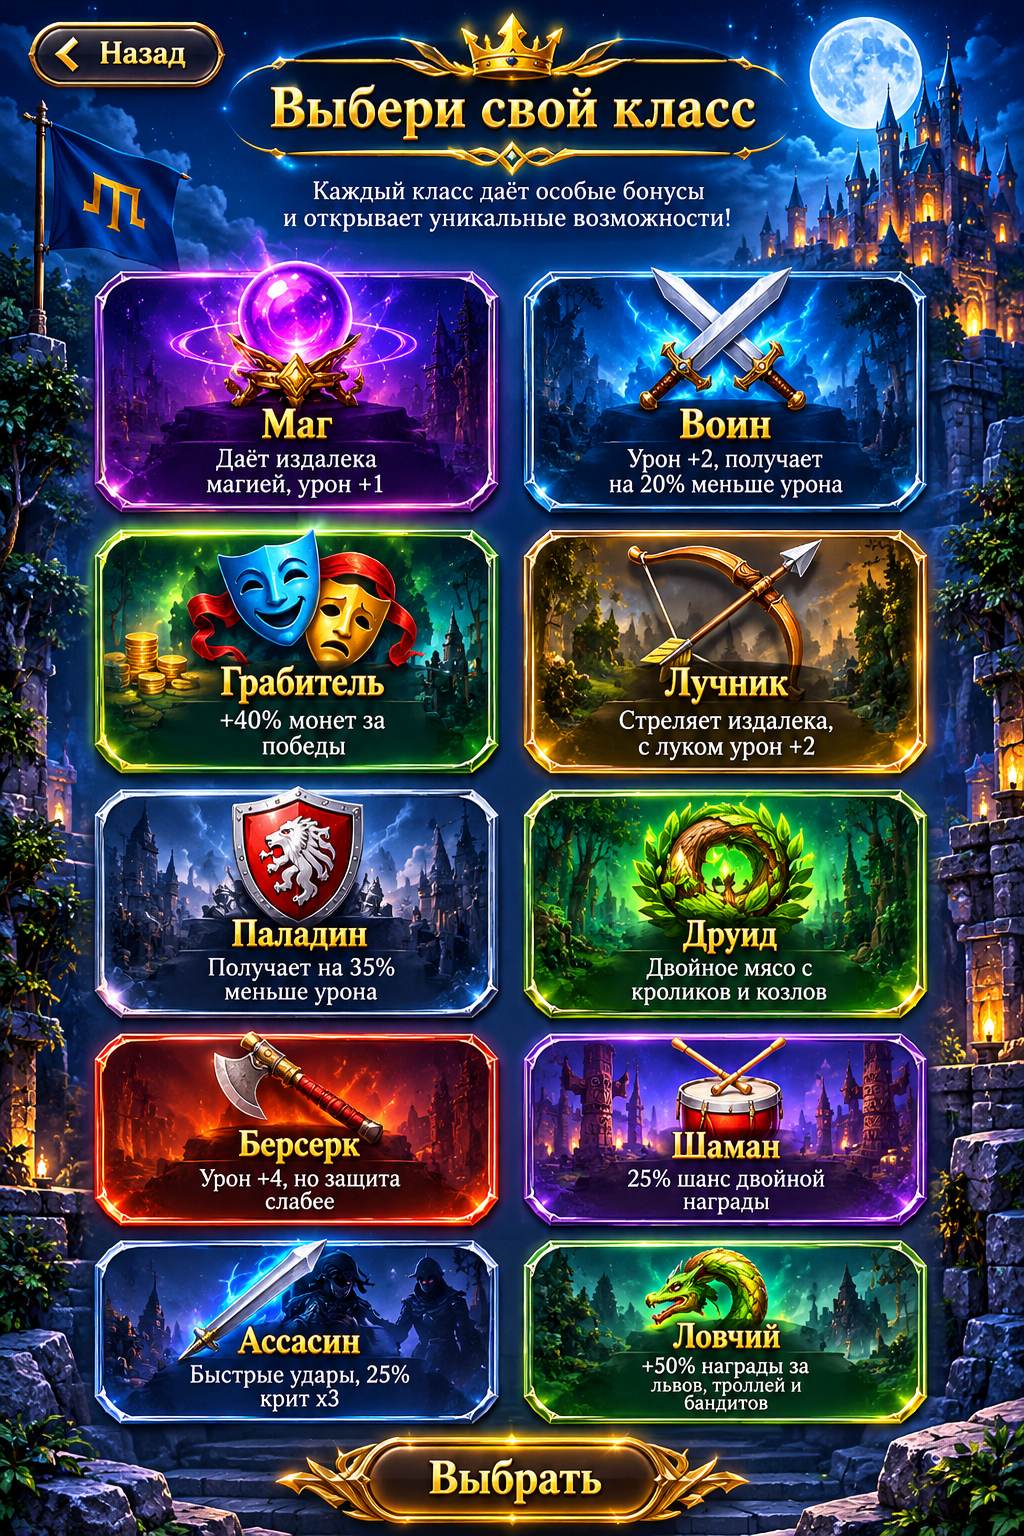 Назад
Выбери свой класс
Каждый класс даёт особые бонусы
и открывает уникальные возможности!
Маг
Даёт издалека
магией, урон +1
Воин
Урон +2, получает
на 20% меньше урона
Грабитель
+40% монет за
победы
Лучник
Стреляет издалека,
с луком урон +2
Паладин
Получает на 35%
меньше урона
Друид
Двойное мясо с
кроликов и козлов
Берсерк
Урон +4, но защита
слабее
Шаман
25% шанс двойной
награды
Ассасин
Быстрые удары, 25%
крит x3
Ловчий
+50% награды за
львов, троллей и
бандитов
Выбрать